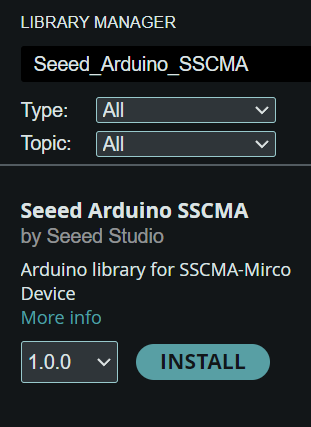 LIBRARY MANAGER
Seeed_Arduino_SSCMA
Type: All
Topic: All
Seeed Arduino SSCMA
by Seeed Studio
Arduino library for SSCMA-Mirco
Device
More info
1.0.0 INSTALL